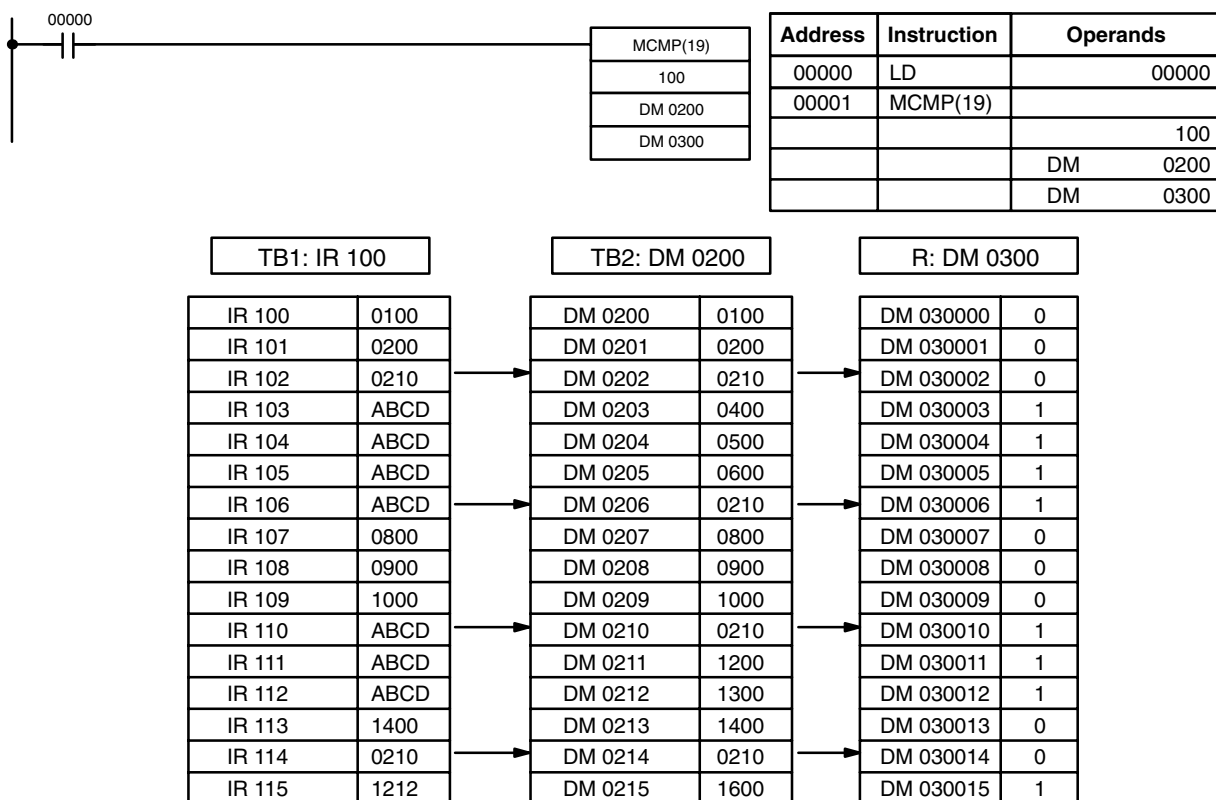 00000
MCMP(19)
100
DM 0200
DM 0300
Address Instruction Operands
00000 LD 00000
00001 MCMP(19)
100
DM 0200
DM 0300
TB1: IR 100 TB2: DM 0200 R: DM 0300
IR 100 0100 DM 0200 0100 DM 030000 0
IR 101 0200 DM 0201 0200 DM 030001 0
IR 102 0210 DM 0202 0210 DM 030002 0
IR 103 ABCD DM 0203 0400 DM 030003 1
IR 104 ABCD DM 0204 0500 DM 030004 1
IR 105 ABCD DM 0205 0600 DM 030005 1
IR 106 ABCD DM 0206 0210 DM 030006 1
IR 107 0800 DM 0207 0800 DM 030007 0
IR 108 0900 DM 0208 0900 DM 030008 0
IR 109 1000 DM 0209 1000 DM 030009 0
IR 110 ABCD DM 0210 0210 DM 030010 1
IR 111 ABCD DM 0211 1200 DM 030011 1
IR 112 ABCD DM 0212 1300 DM 030012 1
IR 113 1400 DM 0213 1400 DM 030013 0
IR 114 0210 DM 0214 0210 DM 030014 0
IR 115 1212 DM 0215 1600 DM 030015 1